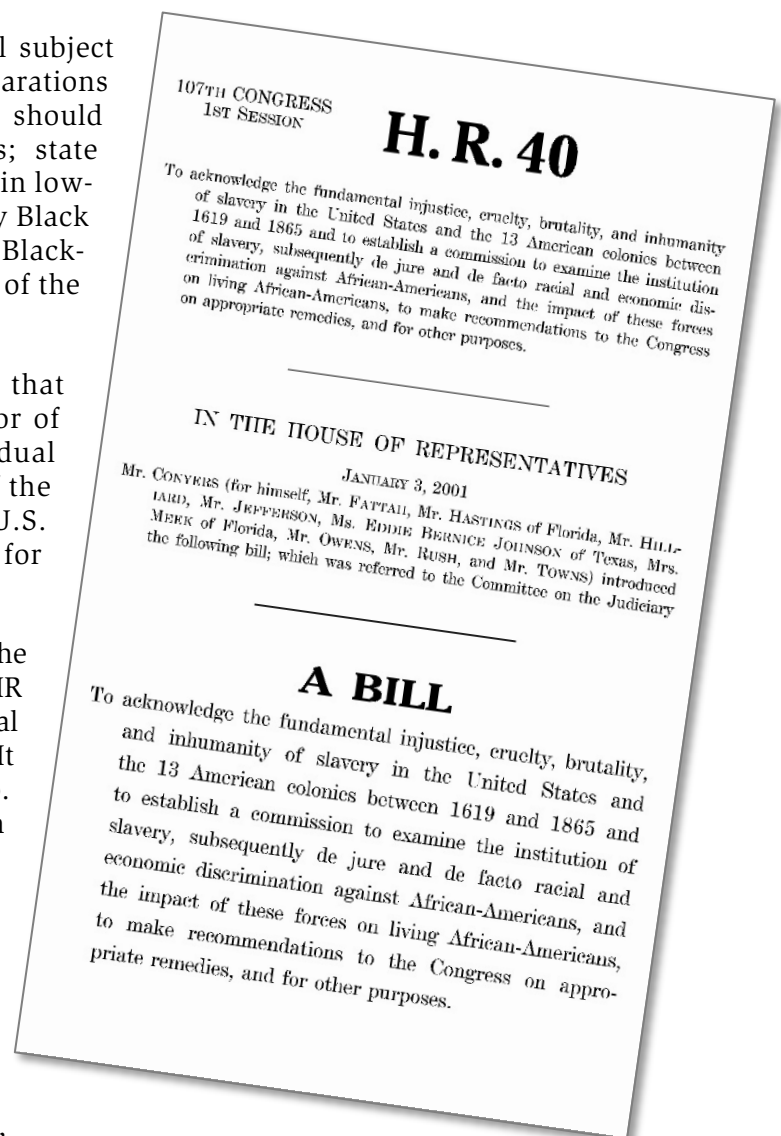 l subject
arations
should
s; state
in low-
y Black
Black-
of the
that
or of
dual
the
U.S.
for
he
IR
al
It
107TH CONGRESS
1ST SESSION
H. R. 40
To acknowledge the fundamental injustice, cruelty, brutality, and inhumanity
of slavery in the United States and the 13 American colonies between
1619 and 1865 and to establish a commission to examine the institution
of slavery, subsequently de jure and de facto racial and economic dis-
crimination against African-Americans, and the impact of these forces
on living African-Americans, to make recommendations to the Congress
on appropriate remedies, and for other purposes.
IN THE HOUSE OF REPRESENTATIVES
JANUARY 3, 2001
Mr. CONYERS (for himself, Mr. FATTAH, Mr. HASTINGS of Florida, Mr. HILL-
IARD, Mr. JEFFERSON, Ms. EDDIE BERNICE JOHNSON of Texas, Mrs.
MEEK of Florida, Mr. OWENS, Mr. RUSH, and Mr. TOWNS) introduced
the following bill; which was referred to the Committee on the Judiciary
A BILL
To acknowledge the fundamental injustice, cruelty, brutality,
and inhumanity of slavery in the United States and
the 13 American colonies between 1619 and 1865 and
to establish a commission to examine the institution of
slavery, subsequently de jure and de facto racial and
economic discrimination against African-Americans, and
the impact of these forces on living African-Americans,
to make recommendations to the Congress on appro-
priate remedies, and for other purposes.